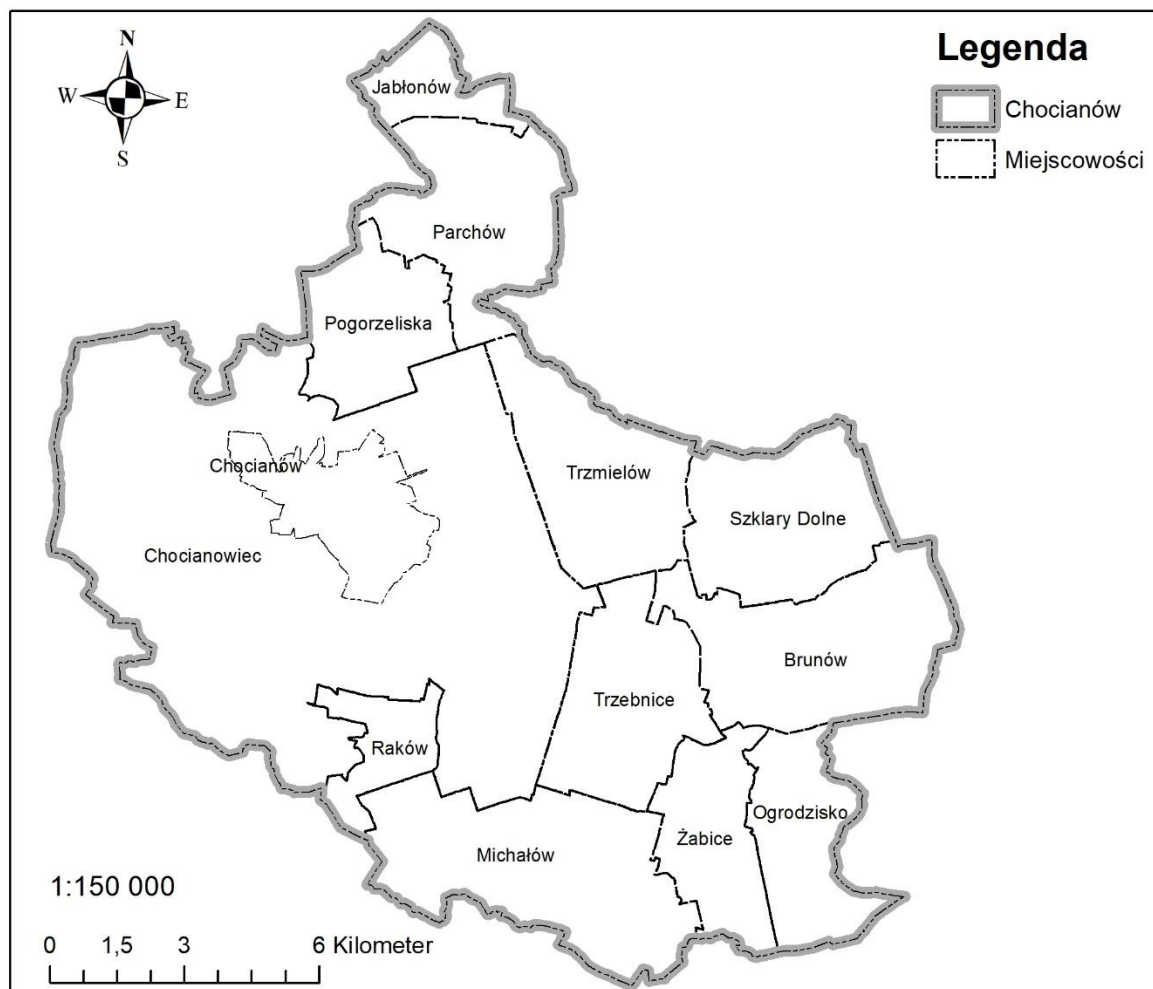 N
W E
S
Legenda
Chocianów
Miejscowości
Jabłonów
Parchów
Pogorzeliska
Chocianów
Trzmielów
Szklary Dolne
Chocianowiec
Brunów
Trzebnice
Raków
Ogrodzisko
Żabice
Michałów
1:150 000
0 1,5 3 6 Kilometer